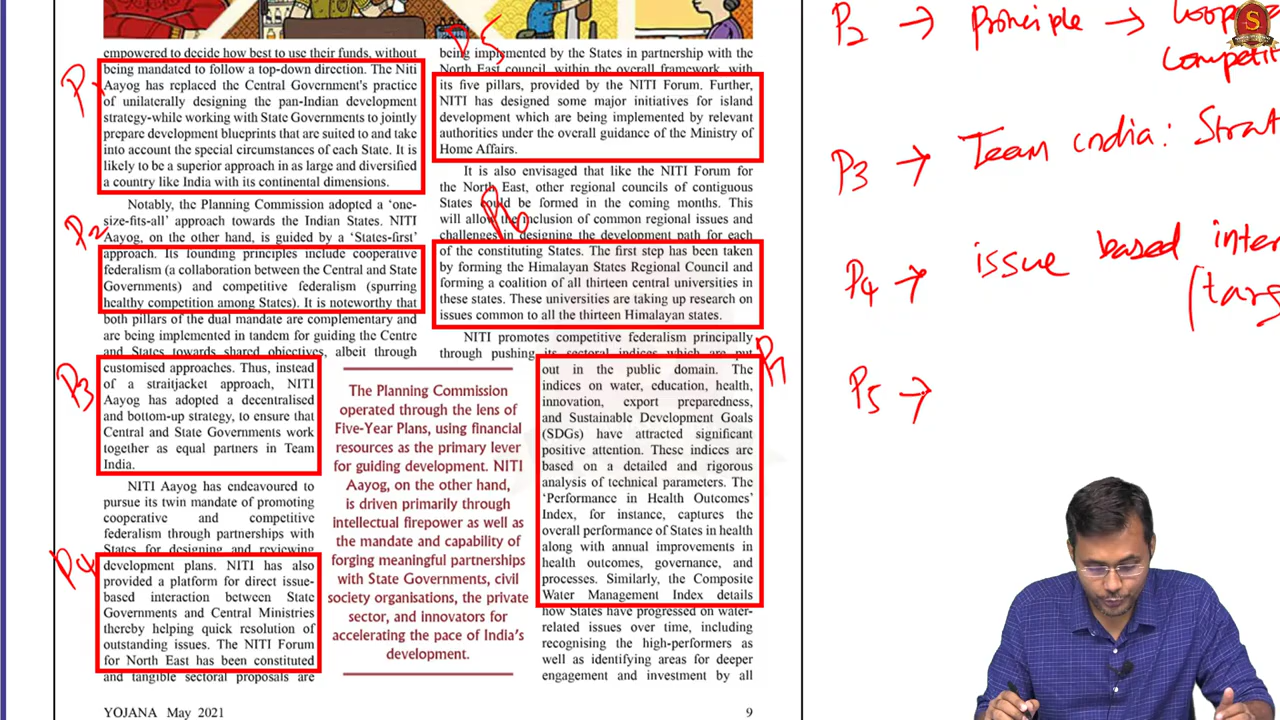 empowered to decide how best to use their funds, without
being mandated to follow a top-down direction. The Niti
Aayog has replaced the Central Government's practice
of unilaterally designing the pan-Indian development
strategy-while working with State Governments to jointly
prepare development blueprints that are suited to and take
into account the special circumstances of each State. It is
likely to be a superior approach in as large and diversified
a country like India with its continental dimensions.
Notably, the Planning Commission adopted a 'one-
size-fits-all' approach towards the Indian States. NITI
Aayog, on the other hand, is guided by a 'States-first'
approach. Its founding principles include cooperative
federalism (a collaboration between the Central and State
Governments) and competitive federalism (spurring
healthy competition among States). It is noteworthy that
both pillars of the dual mandate are complementary and
are being implemented in tandem for guiding the Centre
and States towards shared objectives, albeit through
customised approaches. Thus, instead
of a straitjacket approach, NITI
Aayog has adopted a decentralised
and bottom-up strategy, to ensure that
Central and State Governments work
together as equal partners in Team
India.
NITI Aayog has endeavoured to
pursue its twin mandate of promoting
cooperative and competitive
federalism through partnerships with
States for designing and reviewing
development plans. NITI has also
provided a platform for direct issue-
based interaction between State
Governments and Central Ministries
thereby helping quick resolution of
outstanding issues. The NITI Forum
for North East has been constituted
and tangible sectoral proposals are
The Planning Commission
operated through the lens of
Five-Year Plans, using financial
resources as the primary lever
for guiding development. NITI
Aayog, on the other hand,
is driven primarily through
intellectual firepower as well as
the mandate and capability of
forging meaningful partnerships
with State Governments, civil
society organisations, the private
sector, and innovators for
accelerating the pace of India's
development.
being implemented by the States in partnership with the
North East council, within the overall framework, with
its five pillars, provided by the NITI Forum. Further,
NITI has designed some major initiatives for island
development which are being implemented by relevant
authorities under the overall guidance of the Ministry of
Home Affairs.
It is also envisaged that like the NITI Forum for
the North East, other regional councils of contiguous
States could be formed in the coming months. This
will allow the inclusion of common regional issues and
challenges in designing the development path for each
of the constituting States. The first step has been taken
by forming the Himalayan States Regional Council and
forming a coalition of all thirteen central universities in
these states. These universities are taking up research on
issues common to all the thirteen Himalayan states.
NITI promotes competitive federalism principally
through pushing its sectoral indices which are put
out in the public domain. The
indices on water, education, health,
innovation, export preparedness,
and Sustainable Development Goals
(SDGs) have attracted significant
positive attention. These indices are
based on a detailed and rigorous
analysis of technical parameters. The
'Performance in Health Outcomes'
Index, for instance, captures the
overall performance of States in health
along with annual improvements in
health outcomes, governance, and
processes. Similarly, the Composite
Water Management Index details
how States have progressed on water-
related issues over time, including
recognising the high-performers as
well as identifying areas for deeper
engagement and investment by all
YOJANA May 2021
9
P1
P2
P3
P4
P5
P6
P7
P2 → Principle → Coope
Competit
P3 → Team India: Strat
P4 → issue based inter
(targ
P5 →
S